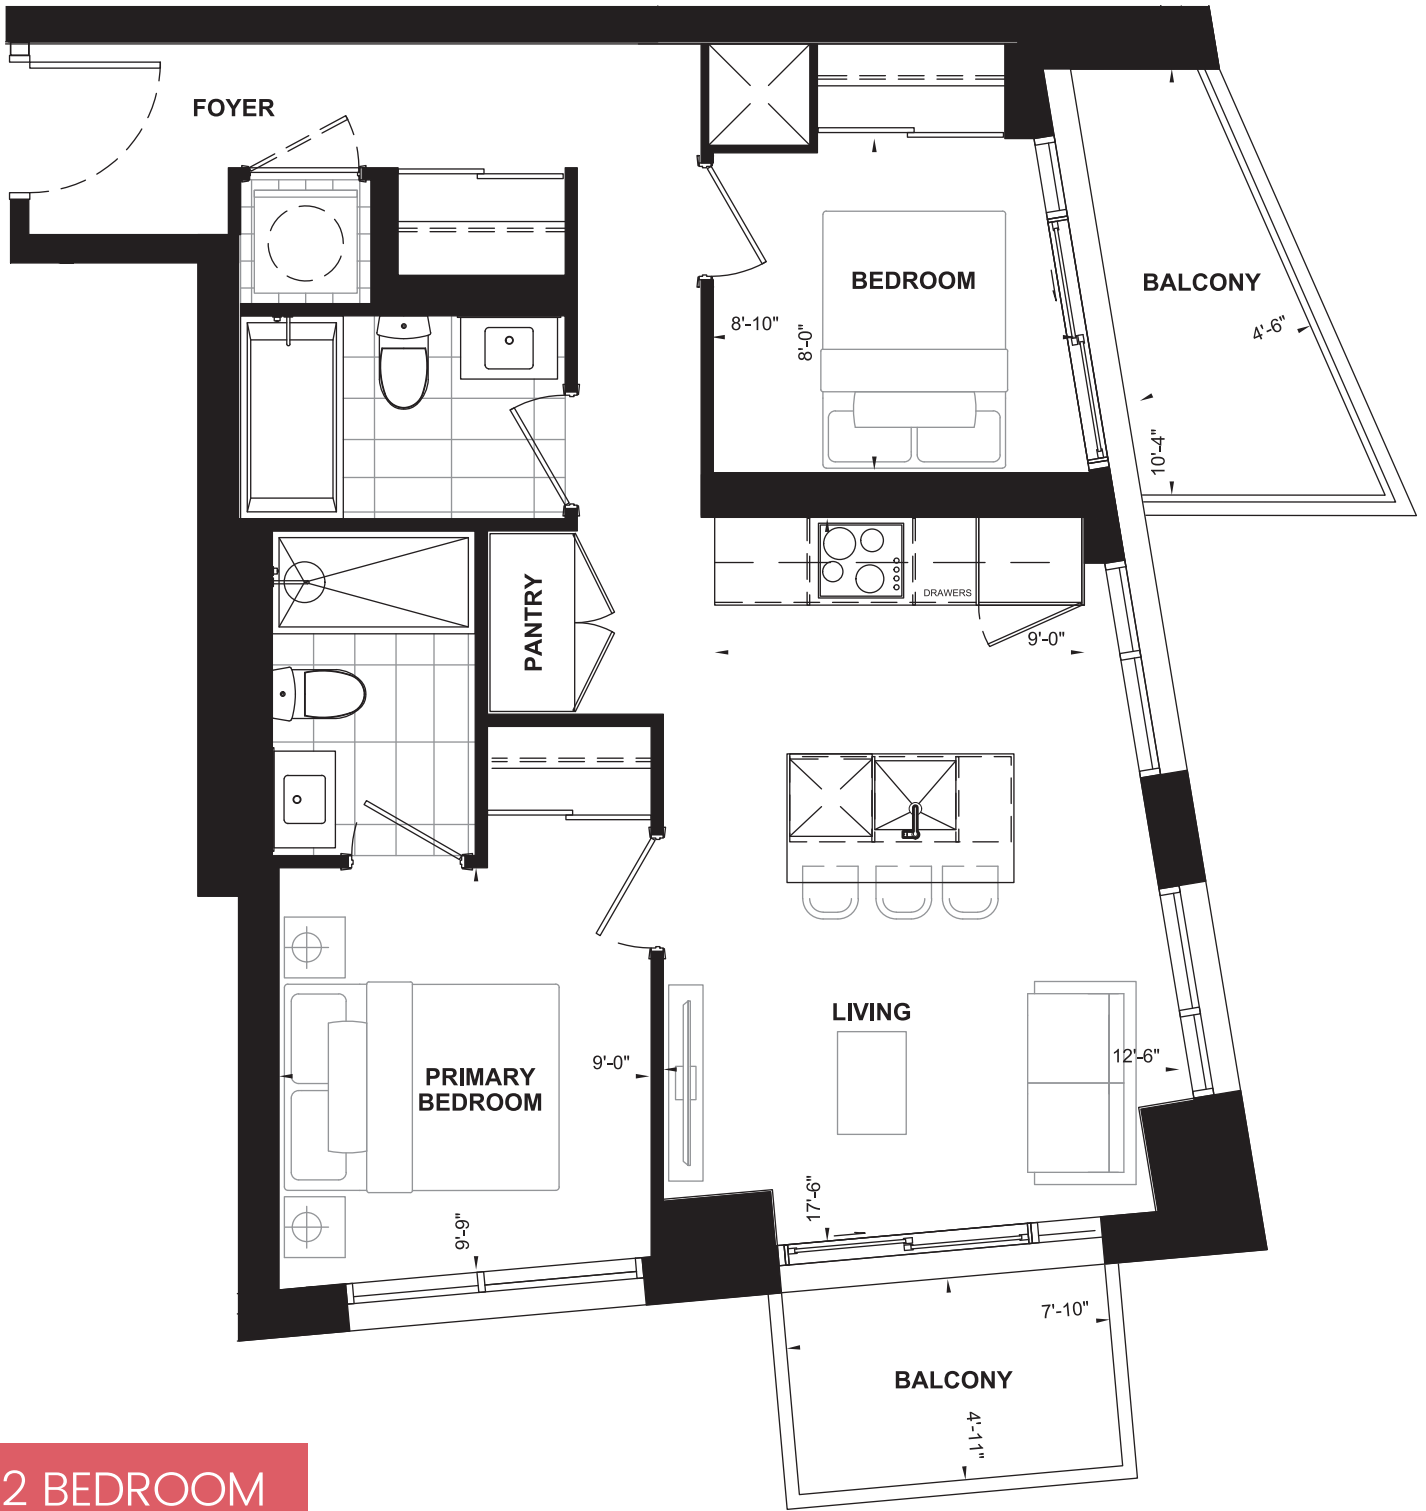 FOYER
BEDROOM
BALCONY
8'-10"
8'-0"
4'-6"
10'-4"
PANTRY
DRAWERS
9'-0"
LIVING
12'-6"
9'-0"
PRIMARY
BEDROOM
17'-6"
9'-9"
7'-10"
BALCONY
4'-11"
2 BEDROOM